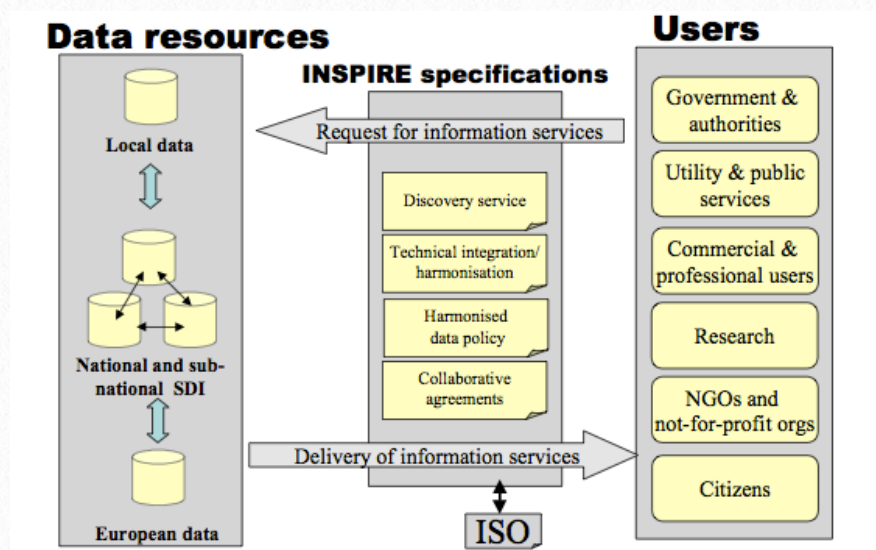 Data resources
Users
INSPIRE specifications
Local data
National and sub-
national SDI
European data
Request for information services
Discovery service
Technical integration/
harmonisation
Harmonised
data policy
Collaborative
agreements
Delivery of information services
ISO
Government &
authorities
Utility & public
services
Commercial &
professional users
Research
NGOs and
not-for-profit orgs
Citizens